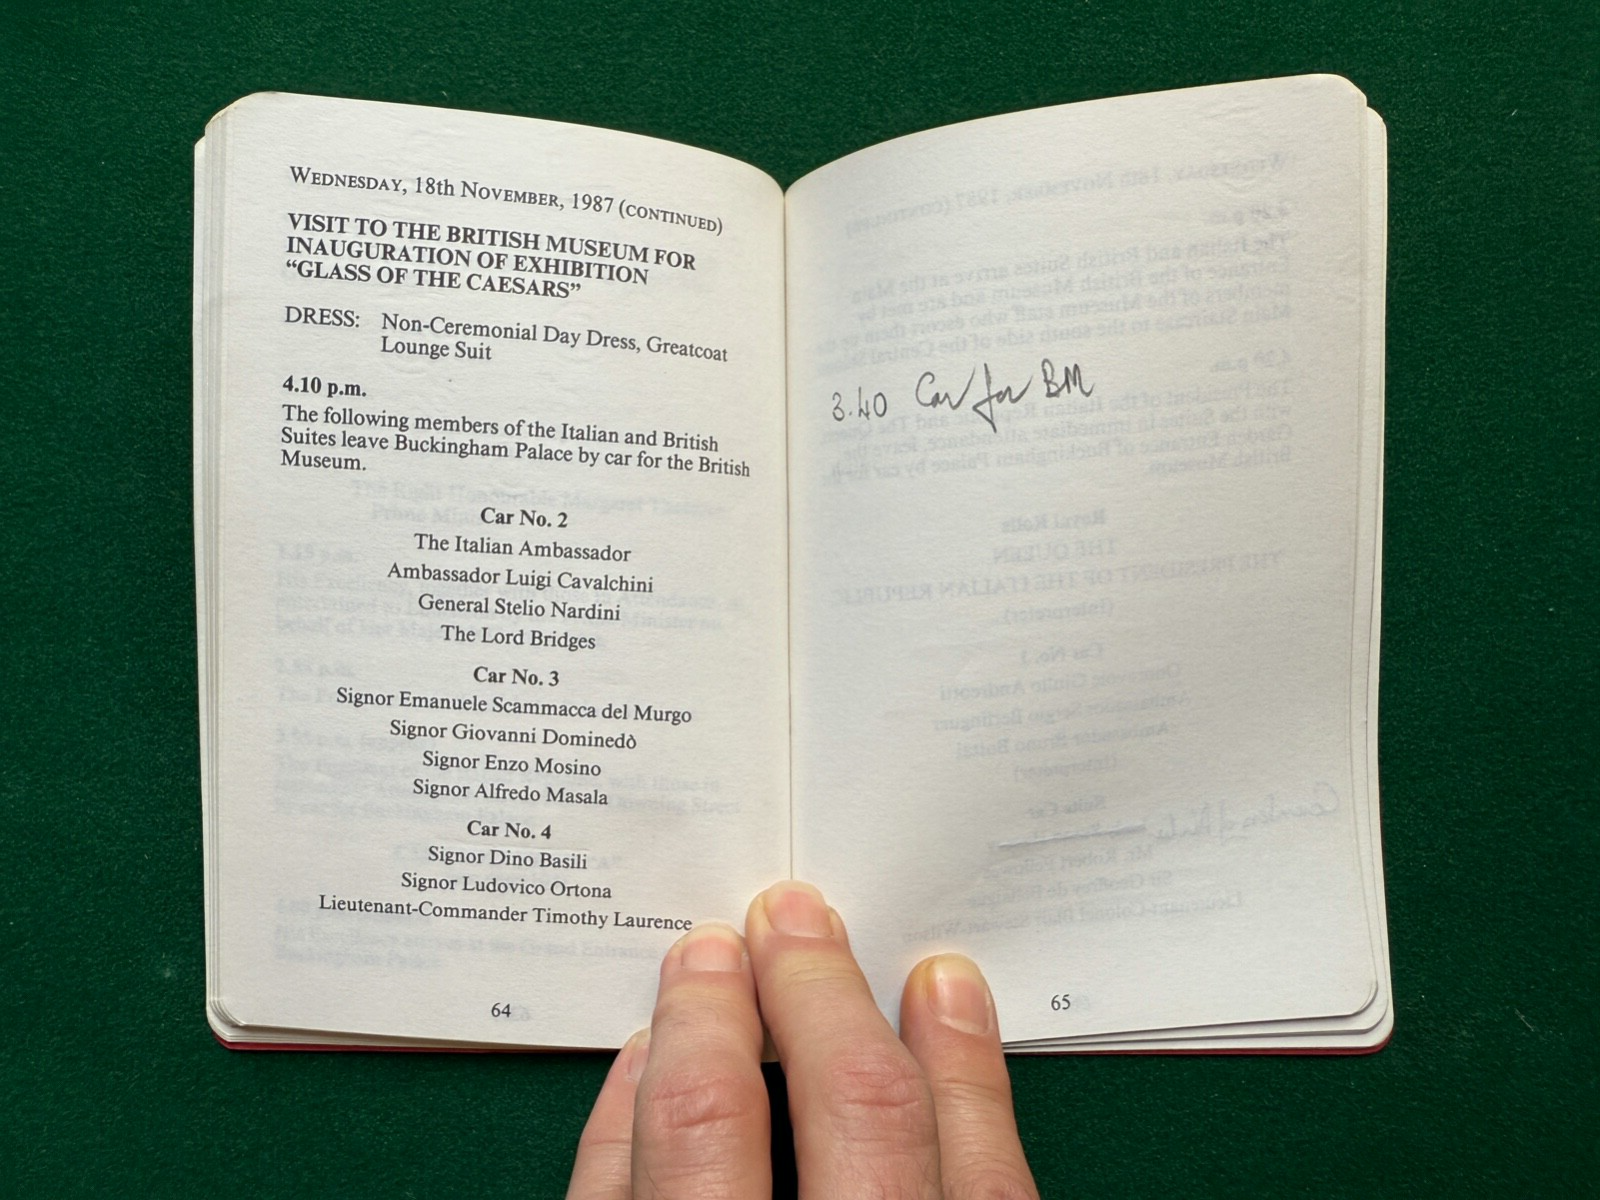 WEDNESDAY, 18th NOVEMBER, 1987 (CONTINUED)
VISIT TO THE BRITISH MUSEUM FOR
INAUGURATION OF EXHIBITION
“GLASS OF THE CAESARS”
DRESS: Non-Ceremonial Day Dress, Greatcoat
Lounge Suit
4.10 p.m.
The following members of the Italian and British
Suites leave Buckingham Palace by car for the British
Museum.
Car No. 2
The Italian Ambassador
Ambassador Luigi Cavalchini
General Stelio Nardini
The Lord Bridges
Car No. 3
Signor Emanuele Scammacca del Murgo
Signor Giovanni Dominedò
Signor Enzo Mosino
Signor Alfredo Masala
Car No. 4
Signor Dino Basili
Signor Ludovico Ortona
Lieutenant-Commander Timothy Laurence
64
3.40 Car for BM
65